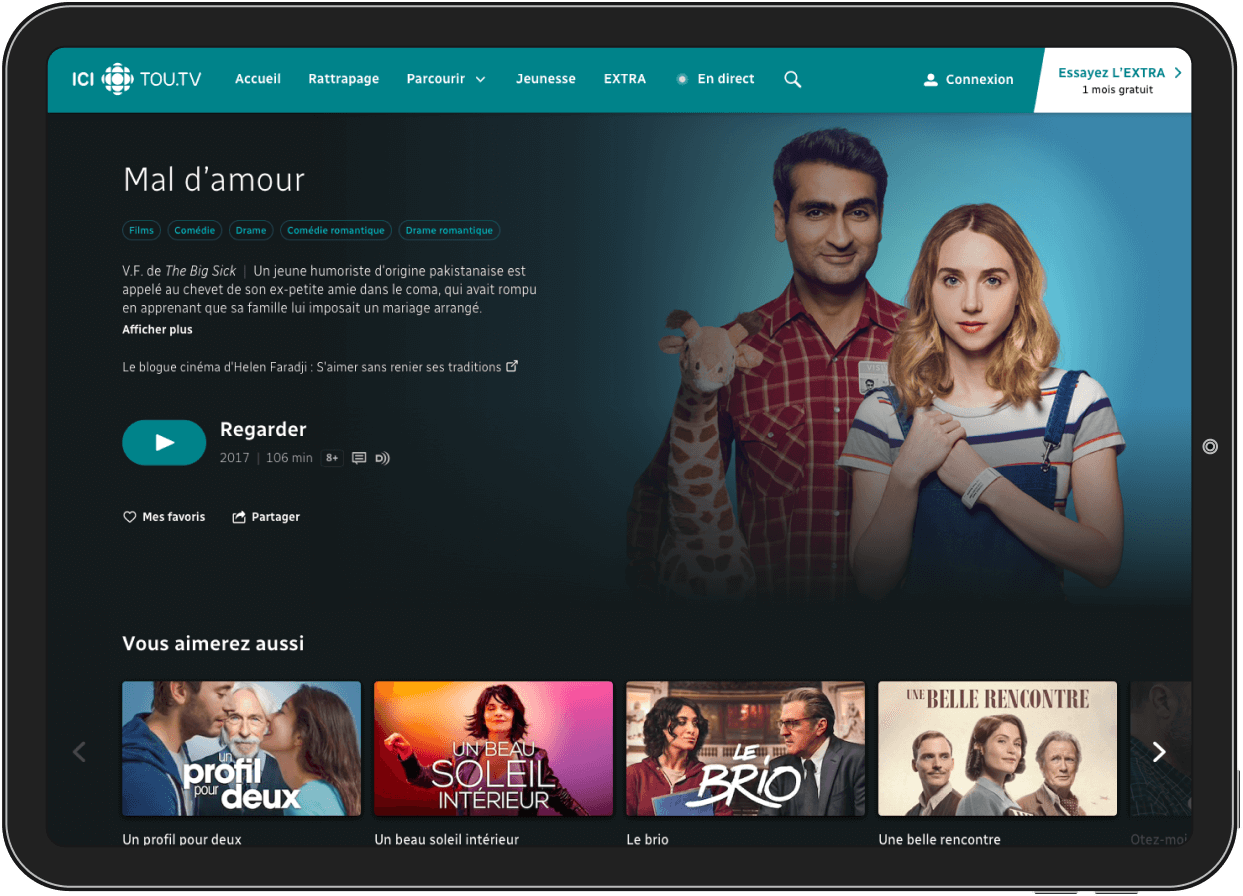 ICI TOU.TV Accueil Rattrapage Parcourir Jeunesse EXTRA En direct Connexion
Essayez L'EXTRA
1 mois gratuit
Mal d’amour
Films Comédie Drame Comédie romantique Drame romantique
V.F. de The Big Sick | Un jeune humoriste d'origine pakistanaise est
appelé au chevet de son ex-petite amie dans le coma, qui avait rompu
en apprenant que sa famille lui imposait un mariage arrangé.
Afficher plus
Le blogue cinéma d'Helen Faradji : S'aimer sans renier ses traditions
VISI
Regarder
2017 | 106 min 8+ D))
Mes favoris Partager
Vous aimerez aussi
un
profil
pour deux
UN BEAU
SOLEIL
INTÉRIEUR
LE
BRIO
UNE BELLE RENCONTRE
Un profil pour deux
Un beau soleil intérieur
Le brio
Une belle rencontre
Otez-moi